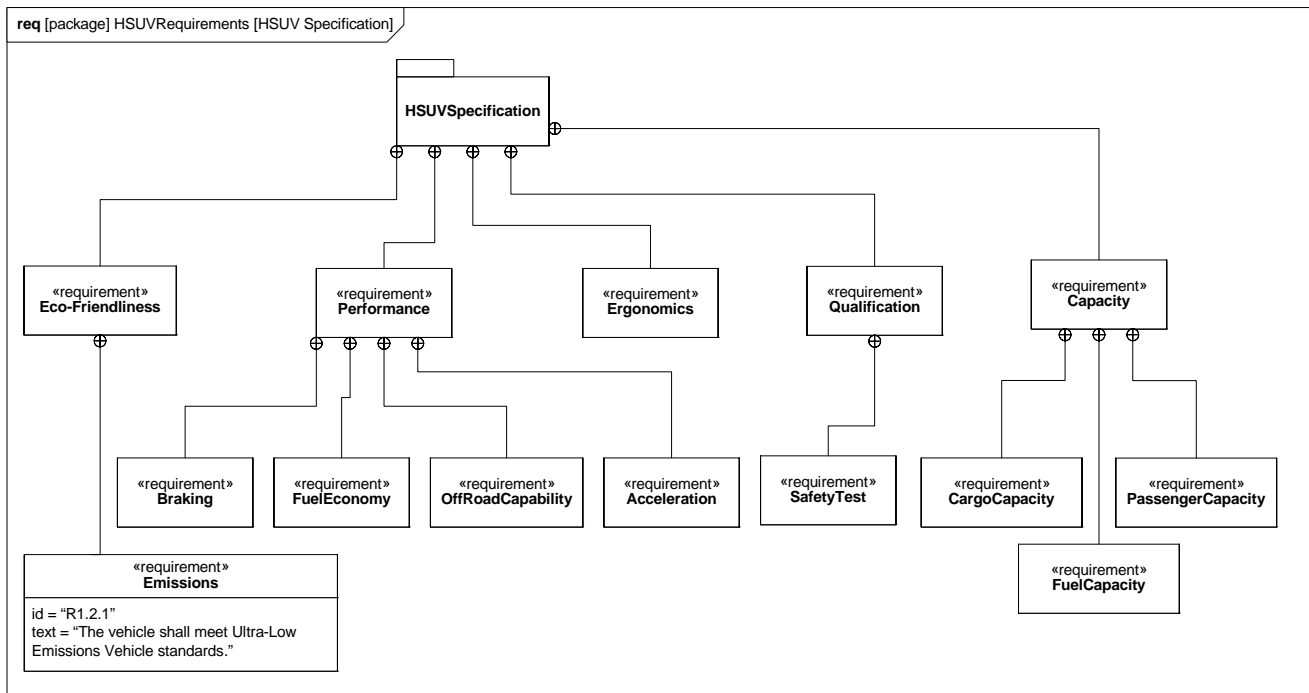 req [package] HSUVRequirements [HSUV Specification]
HSUVSpecification
«requirement»
Eco-Friendliness
«requirement»
Performance
«requirement»
Ergonomics
«requirement»
Qualification
«requirement»
Capacity
«requirement»
Braking
«requirement»
FuelEconomy
«requirement»
OffRoadCapability
«requirement»
Acceleration
«requirement»
SafetyTest
«requirement»
CargoCapacity
«requirement»
PassengerCapacity
«requirement»
Emissions
id = “R1.2.1”
text = “The vehicle shall meet Ultra-Low
Emissions Vehicle standards.”
«requirement»
FuelCapacity